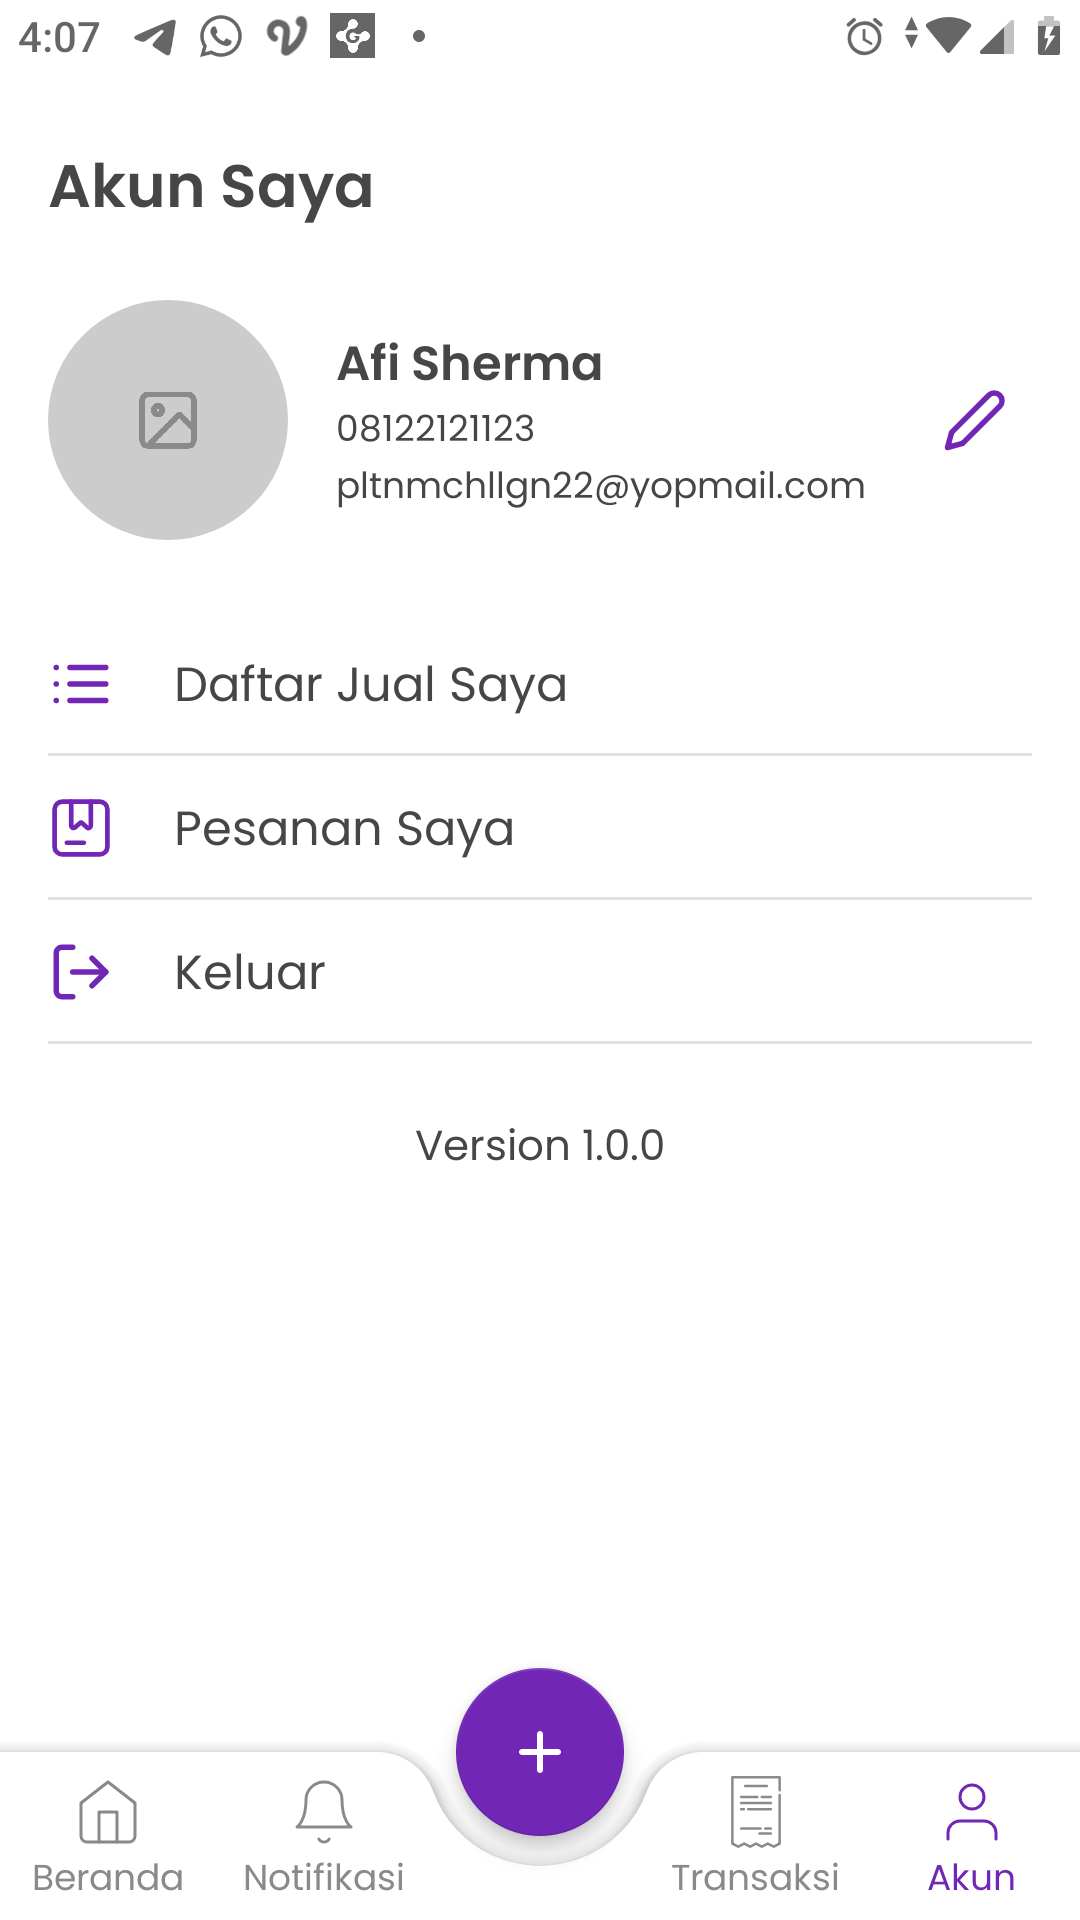 4:07
Akun Saya
Afi Sherma
08122121123
pltnmchllgn22@yopmail.com
Daftar Jual Saya
Pesanan Saya
Keluar
Version 1.0.0
Beranda
Notifikasi
Transaksi
Akun